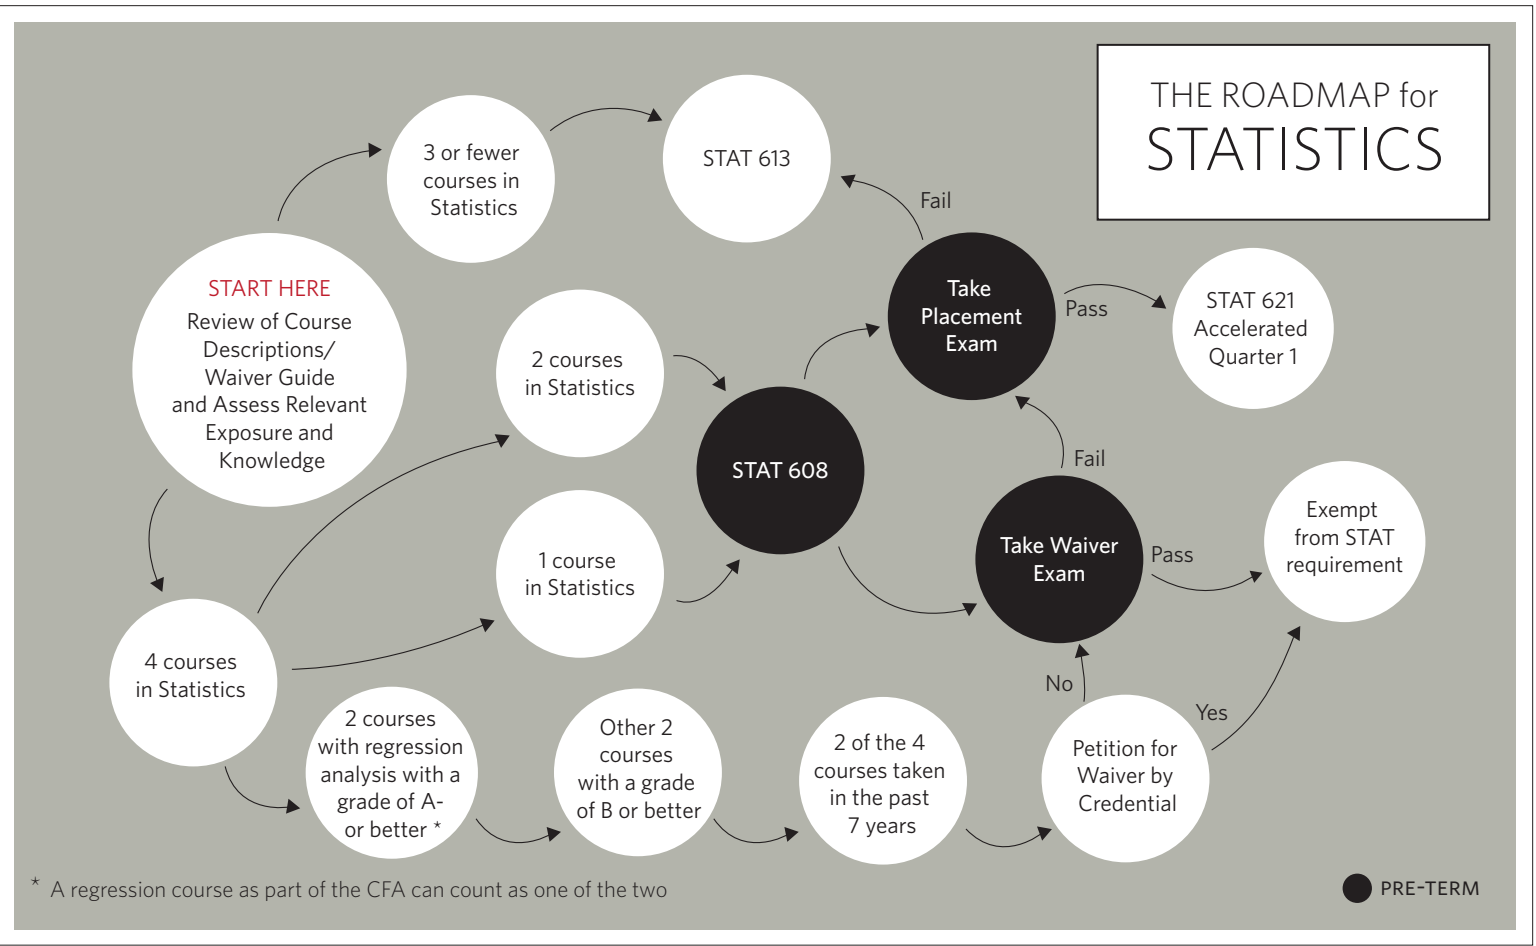 THE ROADMAP for
STATISTICS
START HERE
Review of Course
Descriptions/
Waiver Guide
and Assess Relevant
Exposure and
Knowledge
3 or fewer
courses in
Statistics
STAT 613
Fail
Take
Placement
Exam
Pass
STAT 621
Accelerated
Quarter 1
2 courses
in Statistics
STAT 608
1 course
in Statistics
Fail
Take Waiver
Exam
Pass
Exempt
from STAT
requirement
4 courses
in Statistics
2 courses
with regression
analysis with a
grade of A-
or better *
Other 2
courses
with a grade
of B or better
2 of the 4
courses taken
in the past
7 years
No
Yes
Petition for
Waiver by
Credential
* A regression course as part of the CFA can count as one of the two
PRE-TERM